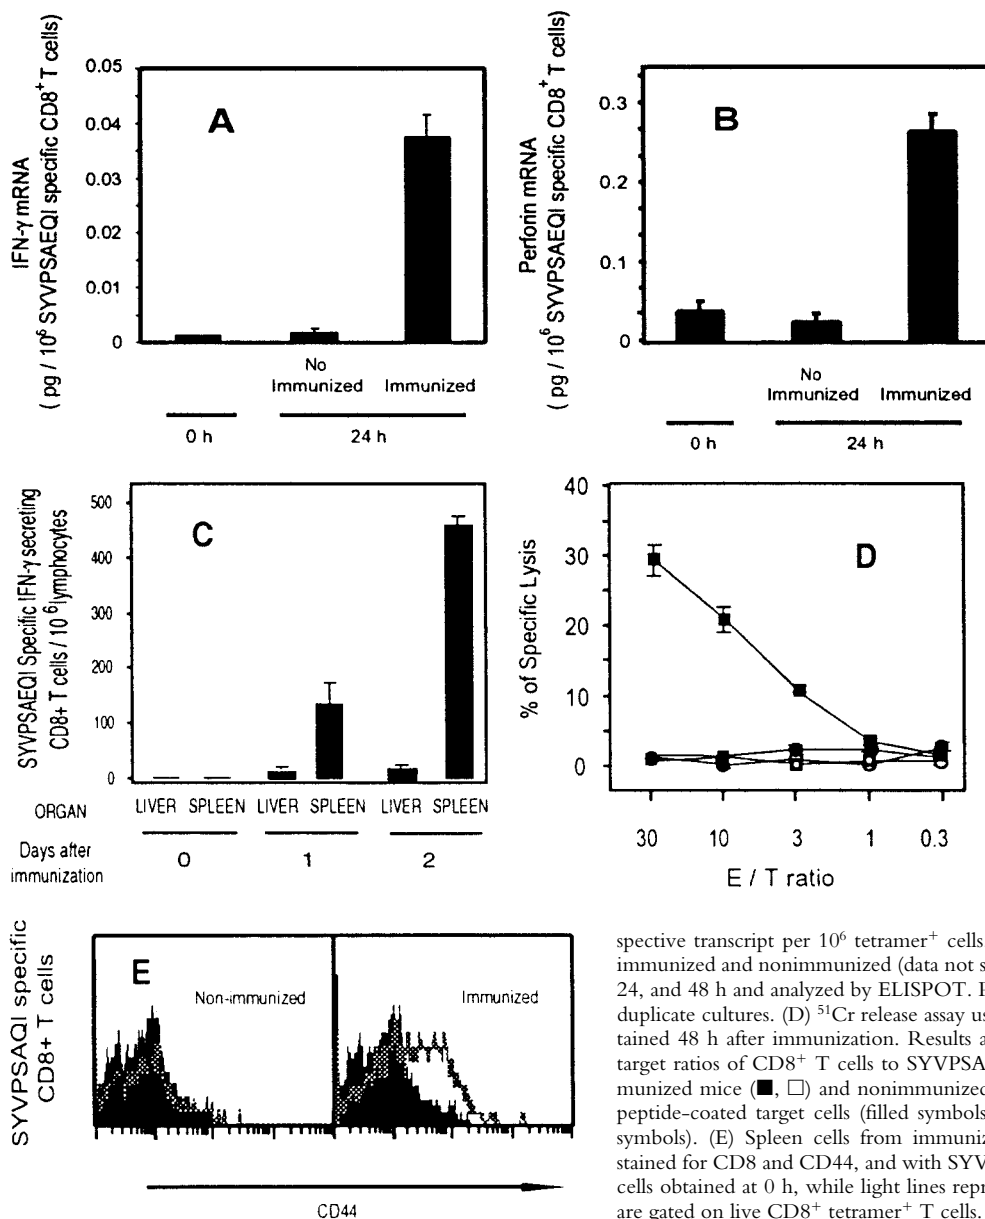 A
IFN-γ mRNA
( pg / 10⁶ SYVPSAEQI specific CD8⁺ T cells)
0.05
0.04
0.03
0.02
0.01
0
No
Immunized
Immunized
0 h
24 h
B
Perforin mRNA
( pg / 10⁶ SYVPSAEQI specific CD8⁺ T cells)
0.3
0.2
0.1
0
No
Immunized
Immunized
0 h
24 h
C
SYVPSAEQI Specific IFN-γ secreting
CD8+ T cells / 10⁶ lymphocytes
500
400
300
200
100
0
ORGAN
LIVER SPLEEN LIVER SPLEEN LIVER SPLEEN
Days after
immunization
0 1 2
D
% of Specific Lysis
40
30
20
10
0
30 10 3 1 0.3
E / T ratio
E
SYVPSAQI specific
CD8+ T cells
Non-immunized
Immunized
CD44
spective transcript per 10⁶ tetramer⁺ cells
immunized and nonimmunized (data not s
24, and 48 h and analyzed by ELISPOT.
duplicate cultures. (D) ⁵¹Cr release assay us
tained 48 h after immunization. Results a
target ratios of CD8⁺ T cells to SYVPSA
munized mice (■, □) and nonimmunized
peptide-coated target cells (filled symbols
symbols). (E) Spleen cells from immuniz
stained for CD8 and CD44, and with SYV
cells obtained at 0 h, while light lines repr
are gated on live CD8⁺ tetramer⁺ T cells.